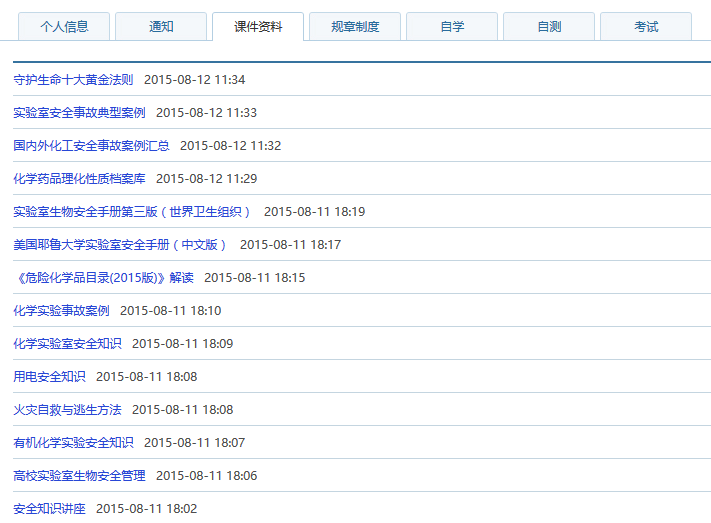 个人信息 通知 课件资料 规章制度 自学 自测 考试
守护生命十大黄金法则 2015-08-12 11:34
实验室安全事故典型案例 2015-08-12 11:33
国内外化工安全事故案例汇总 2015-08-12 11:32
化学药品理化性质档案库 2015-08-12 11:29
实验室生物安全手册第三版（世界卫生组织） 2015-08-11 18:19
美国耶鲁大学实验室安全手册（中文版） 2015-08-11 18:17
《危险化学品目录(2015版)》解读 2015-08-11 18:15
化学实验事故案例 2015-08-11 18:10
化学实验室安全知识 2015-08-11 18:09
用电安全知识 2015-08-11 18:08
火灾自救与逃生方法 2015-08-11 18:08
有机化学实验安全知识 2015-08-11 18:07
高校实验室生物安全管理 2015-08-11 18:06
安全知识讲座 2015-08-11 18:02